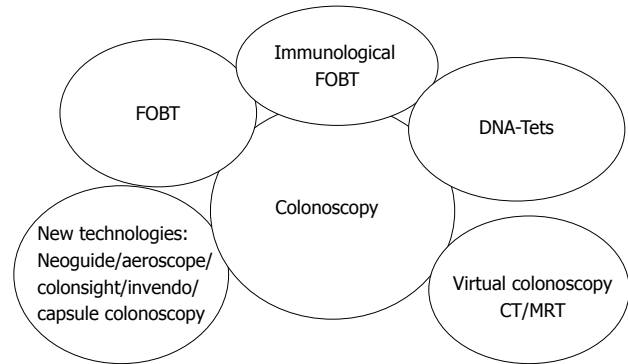 Immunological
FOBT
FOBT
DNA-Tets
Colonoscopy
New technologies:
Neoguide/aeroscope/
colonsight/invendo/
capsule colonoscopy
Virtual colonoscopy
CT/MRT